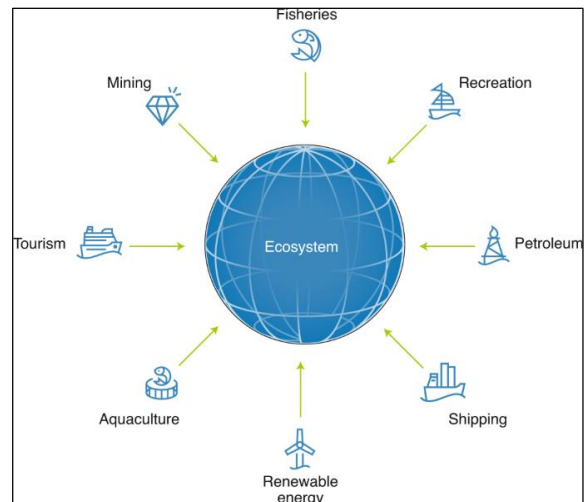 Fisheries
Mining
Recreation
Tourism
Ecosystem
Petroleum
Aquaculture
Shipping
Renewable
energy